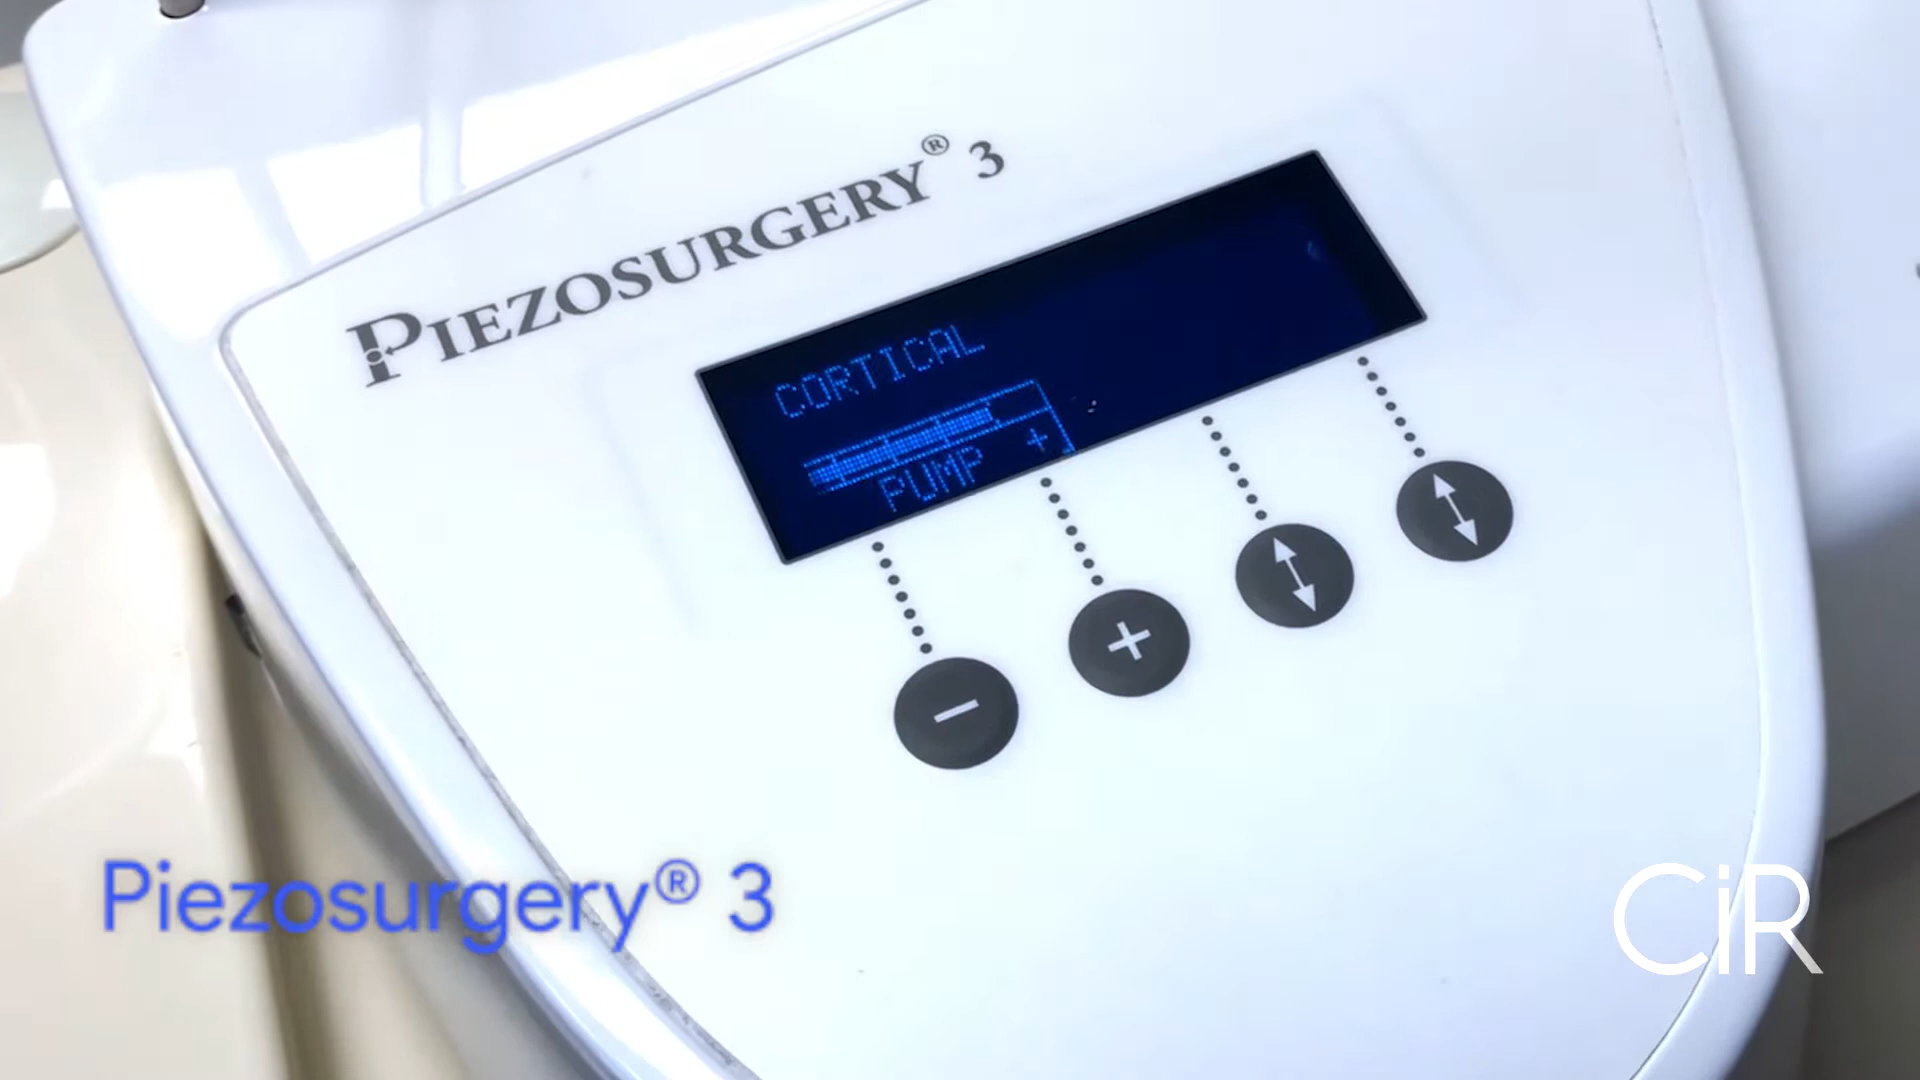 PIEZOSURGERY® 3
CORTICAL
PUMP +
− +
Piezosurgery® 3
CiR